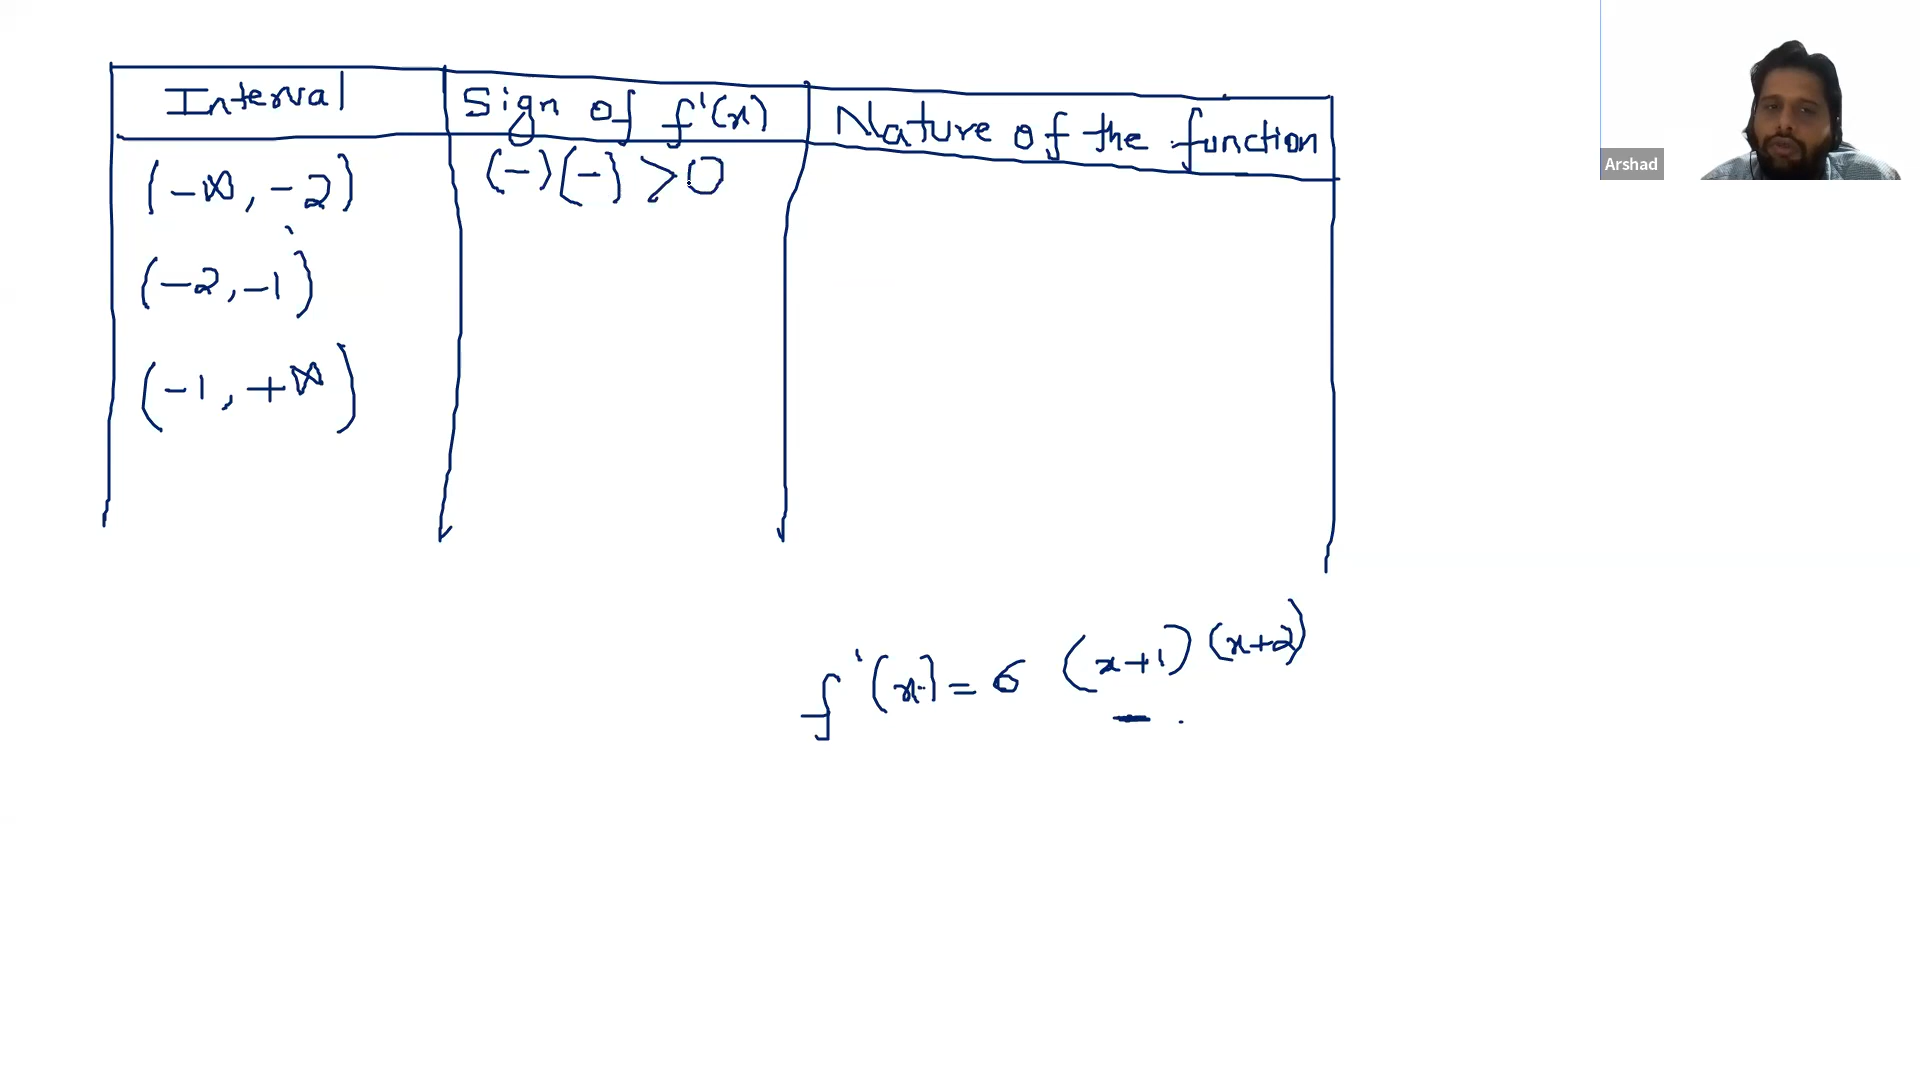 Interval Sign of f'(x) Nature of the function
(-∞, -2) (-)(-) >0
(-2, -1)
(-1, +∞)
f'(x) = 6 (x+1)(x+2)
Arshad